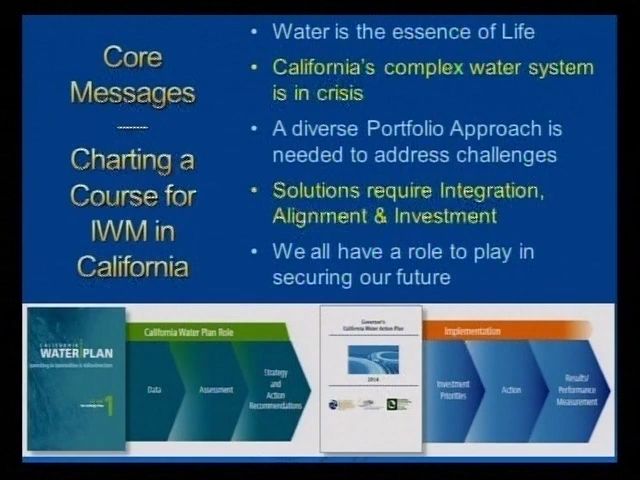 Core
Messages
--------
Charting a
Course for
IWM in
California
• Water is the essence of Life
• California's complex water system
is in crisis
• A diverse Portfolio Approach is
needed to address challenges
• Solutions require Integration,
Alignment & Investment
• We all have a role to play in
securing our future
CALIFORNIA
WATER PLAN
1
California Water Plan Role
Data
Assessment
Strategy
and
Action
Recommendations
Governor's
California Water Action Plan
2014
Implementation
Investment
Priorities
Action
Results/
Performance
Measurement